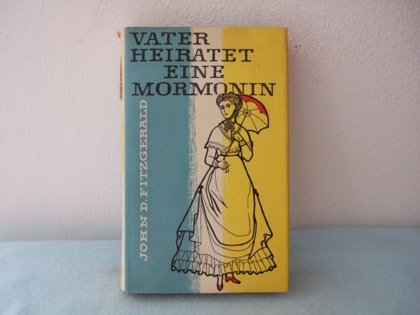 VATER
HEIRATET
EINE
MORMONIN
JOHN D. FITZGERALD